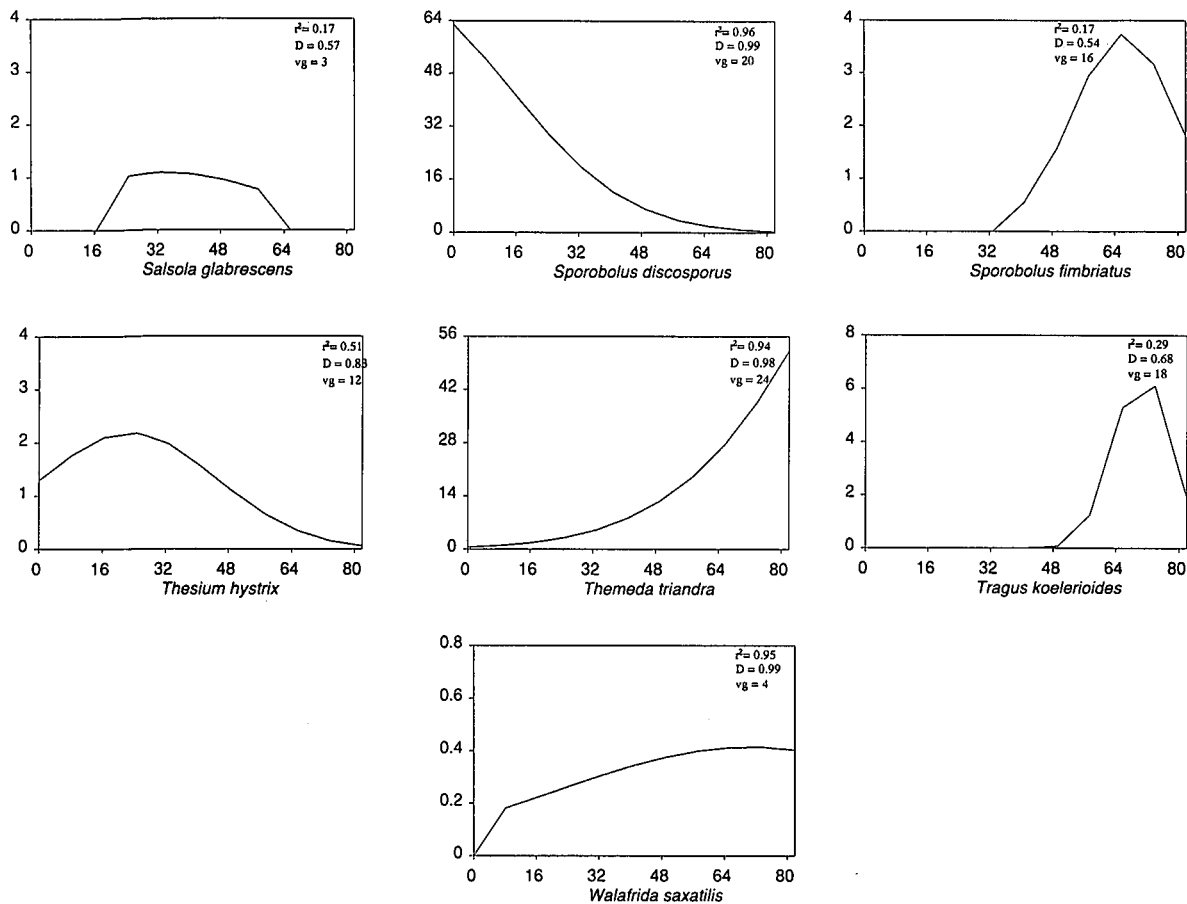 4
3
2
1
0
r²= 0.17
D = 0.57
vg = 3
0 16 32 48 64 80
Salsola glabrescens
64
48
32
16
0
r²= 0.96
D = 0.99
vg = 20
0 16 32 48 64 80
Sporobolus discosporus
4
3
2
1
0
r²= 0.17
D = 0.54
vg = 16
0 16 32 48 64 80
Sporobolus fimbriatus
4
3
2
1
0
r²= 0.51
D = 0.83
vg = 12
0 16 32 48 64 80
Thesium hystrix
56
42
28
14
0
r²= 0.94
D = 0.98
vg = 24
0 16 32 48 64 80
Themeda triandra
8
6
4
2
0
r²= 0.29
D = 0.68
vg = 18
0 16 32 48 64 80
Tragus koelerioides
0.8
0.6
0.4
0.2
0
r²= 0.95
D = 0.99
vg = 4
0 16 32 48 64 80
Walafrida saxatilis